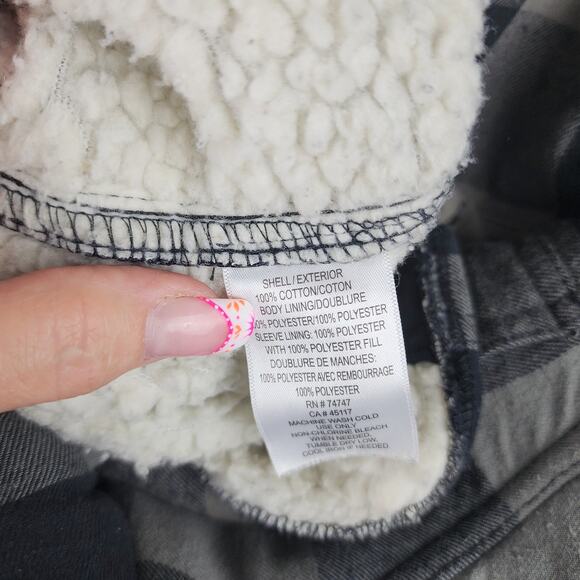 SHELL/EXTERIOR
100% COTTON/COTON
BODY LINING/DOUBLURE
POLYESTER/100% POLYESTER
SLEEVE LINING: 100% POLYESTER
WITH 100% POLYESTER FILL
DOUBLURE DE MANCHES:
100% POLYESTER AVEC REMBOURRAGE
100% POLYESTER
RN # 74747
CA # 45117
MACHINE WASH COLD
USE ONLY
NON-CHLORINE BLEACH
WHEN NEEDED,
TUMBLE DRY LOW.
COOL IRON IF NEEDED.